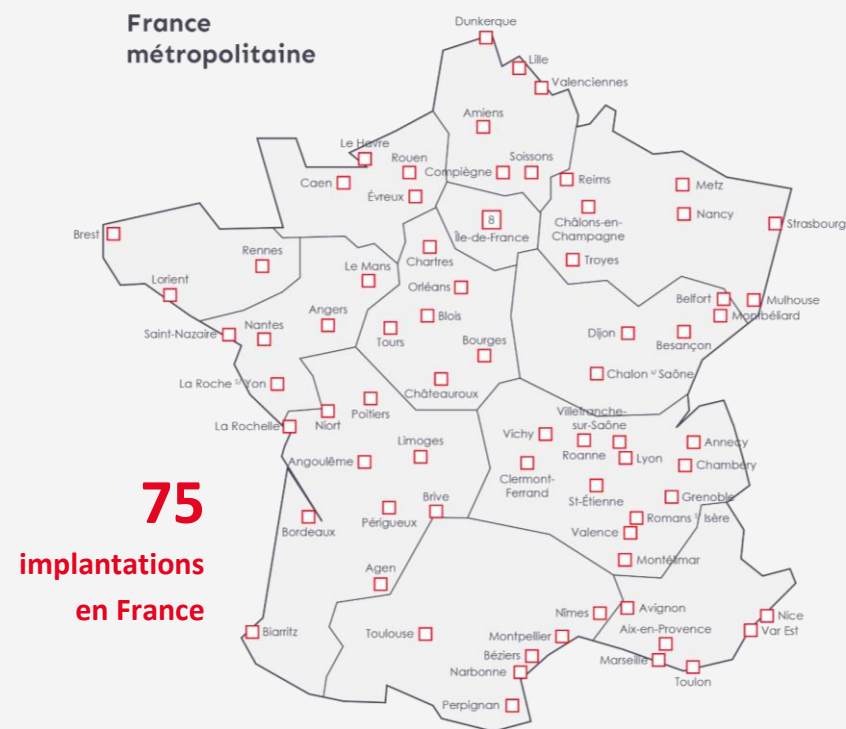 France
métropolitaine
Dunkerque
Lille
Valenciennes
Amiens
Le Havre
Rouen
Compiègne
Soissons
Reims
Metz
Caen
Évreux
8
Île-de-France
Châlons-en-
Champagne
Nancy
Strasbourg
Brest
Rennes
Chartres
Troyes
Lorient
Le Mans
Orléans
Belfort
Mulhouse
Montbéliard
Saint-Nazaire
Nantes
Angers
Tours
Blois
Bourges
Dijon
Besançon
La Roche s/ Yon
Châteauroux
Chalon s/ Saône
La Rochelle
Niort
Poitiers
Vichy
Villefranche-
sur-Saône
Roanne
Lyon
Annecy
Chambéry
Angoulême
Limoges
Clermont-
Ferrand
St-Étienne
Grenoble
75
implantations
en France
Bordeaux
Périgueux
Brive
Romans s/ Isère
Valence
Montélimar
Agen
Nîmes
Avignon
Nice
Var Est
Biarritz
Toulouse
Montpellier
Aix-en-Provence
Béziers
Marseille
Narbonne
Toulon
Perpignan